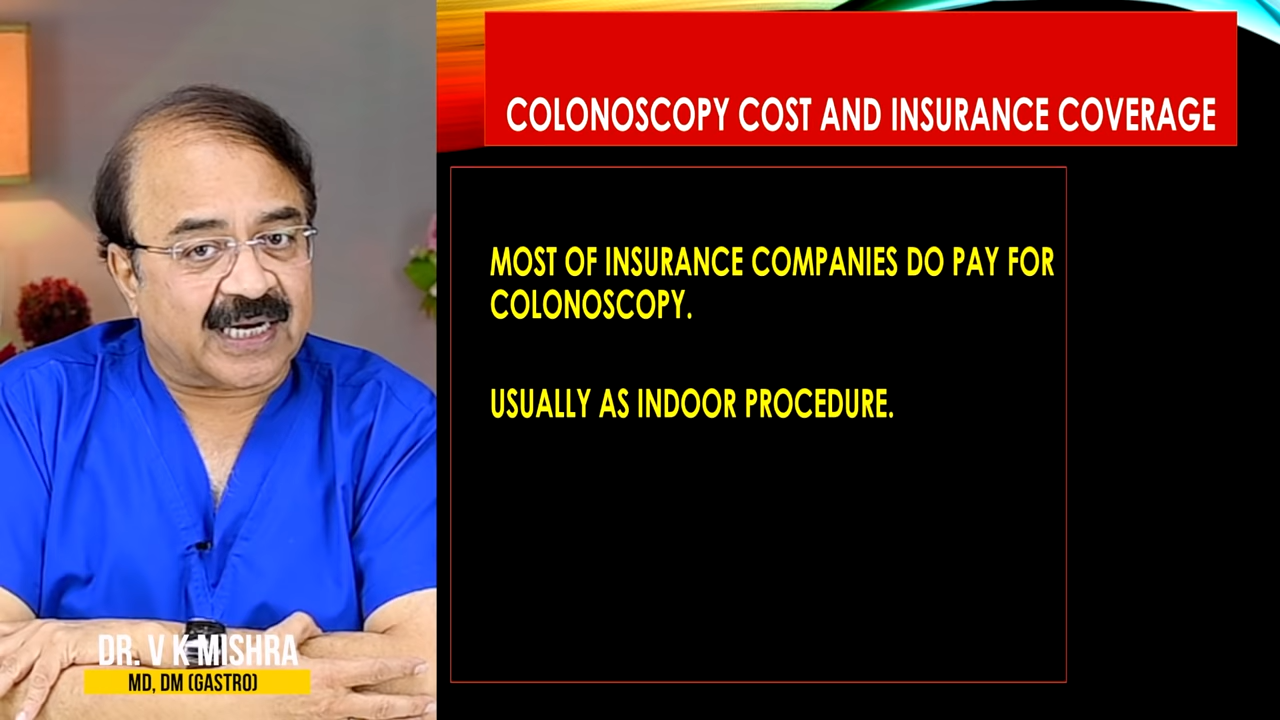 COLONOSCOPY COST AND INSURANCE COVERAGE
MOST OF INSURANCE COMPANIES DO PAY FOR
COLONOSCOPY.
USUALLY AS INDOOR PROCEDURE.
DR. V K MISHRA
MD, DM (GASTRO)